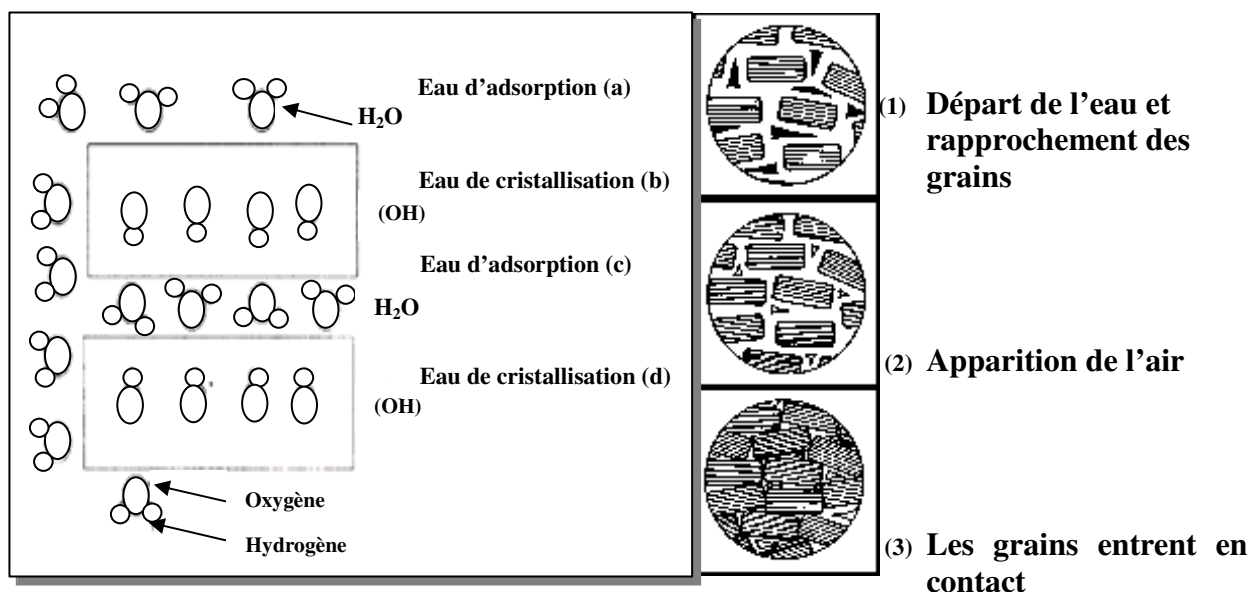 Eau d'adsorption (a)
H₂O
Eau de cristallisation (b)
(OH)
Eau d'adsorption (c)
H₂O
Eau de cristallisation (d)
(OH)
Oxygène
Hydrogène
(1) Départ de l'eau et
rapprochement des
grains
(2) Apparition de l'air
(3) Les grains entrent en
contact